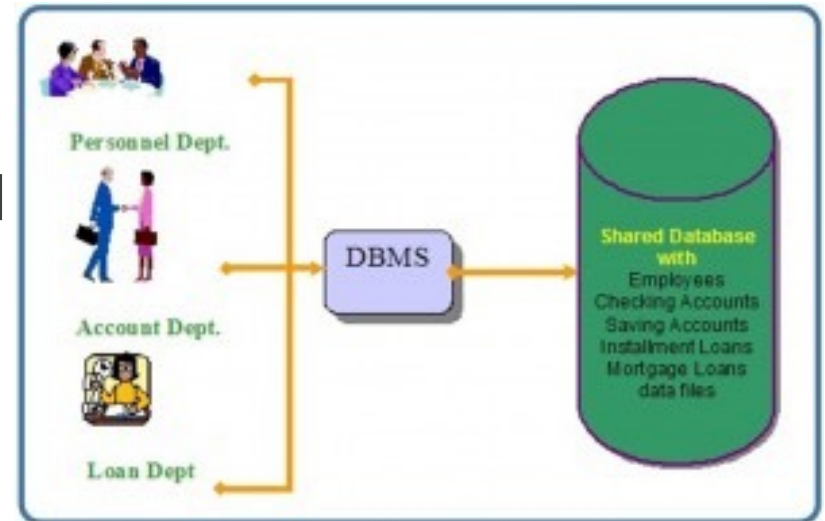 Personnel Dept.
Account Dept.
Loan Dept
DBMS
Shared Database
with
Employees
Checking Accounts
Saving Accounts
Installment Loans
Mortgage Loans
data files